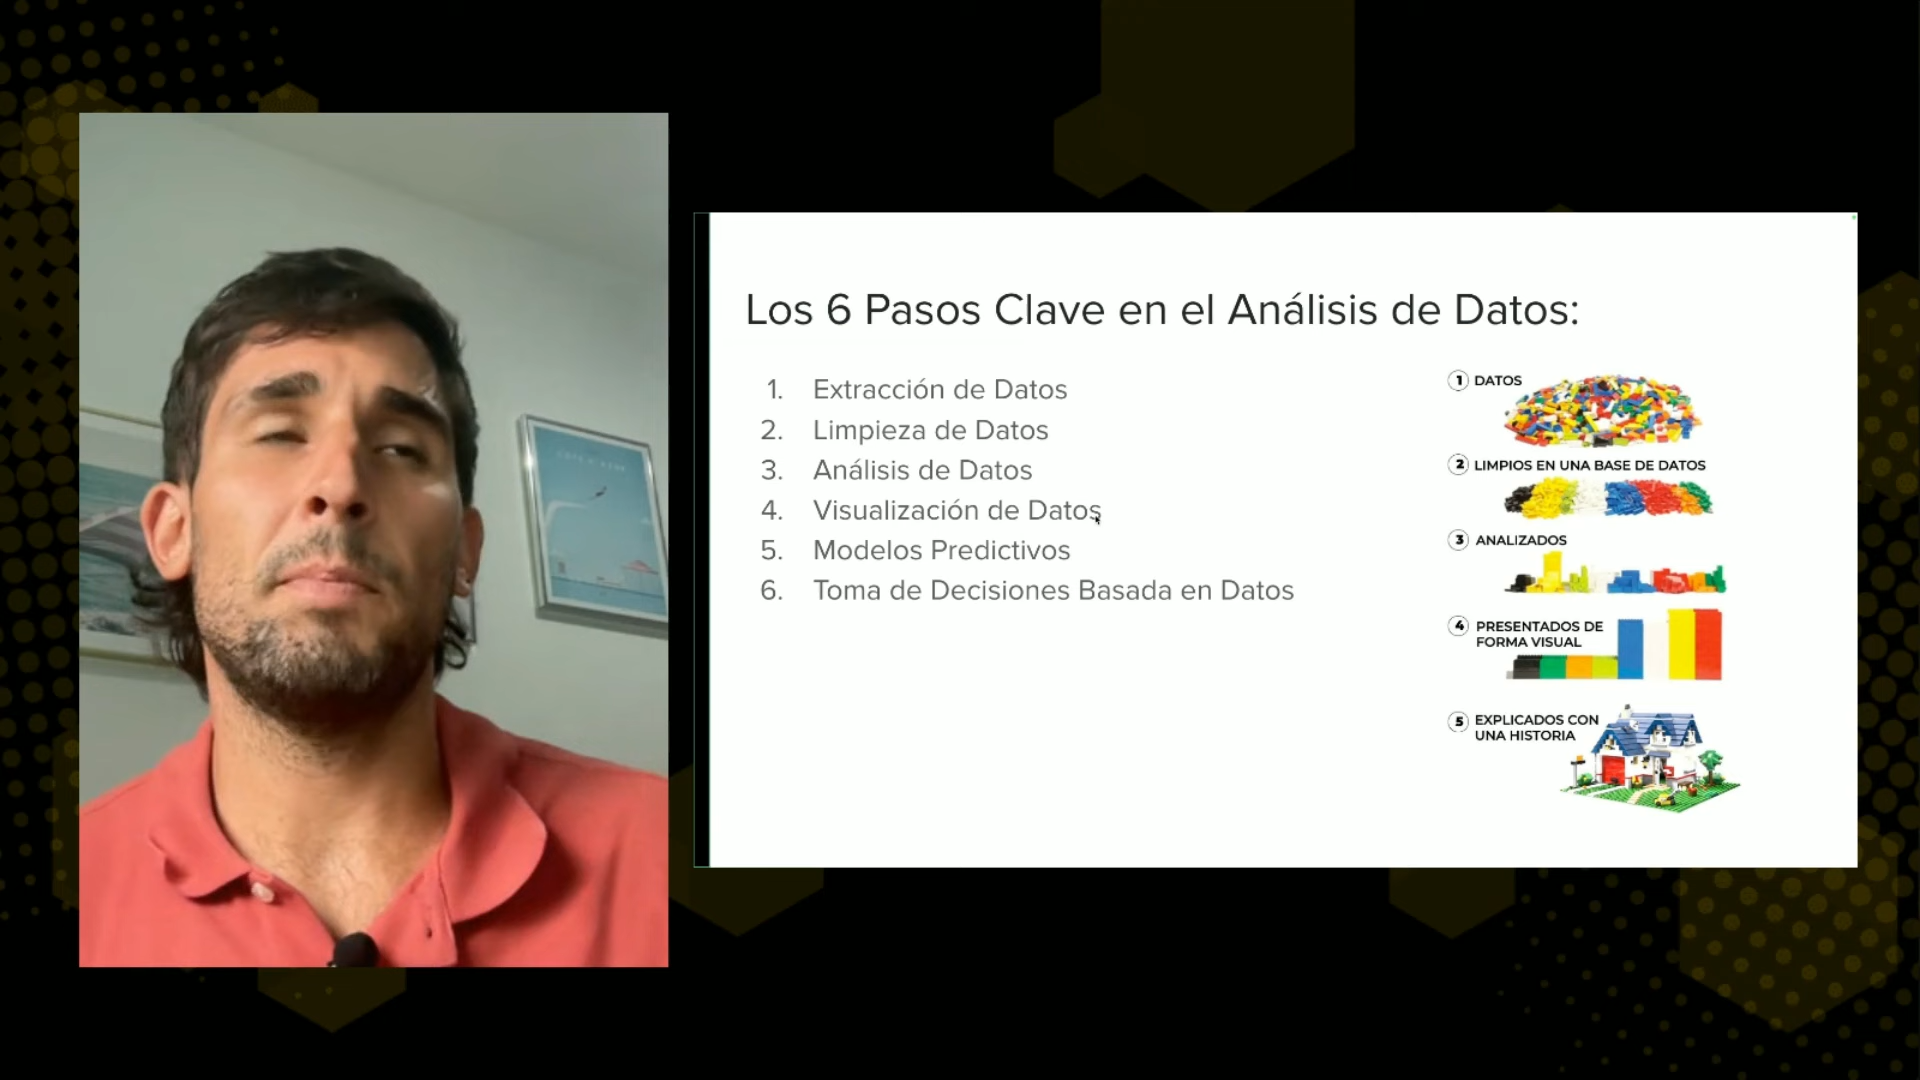 Los 6 Pasos Clave en el Análisis de Datos:
1. Extracción de Datos
2. Limpieza de Datos
3. Análisis de Datos
4. Visualización de Datos
5. Modelos Predictivos
6. Toma de Decisiones Basada en Datos
1 DATOS
2 LIMPIOS EN UNA BASE DE DATOS
3 ANALIZADOS
4 PRESENTADOS DE
FORMA VISUAL
5 EXPLICADOS CON
UNA HISTORIA